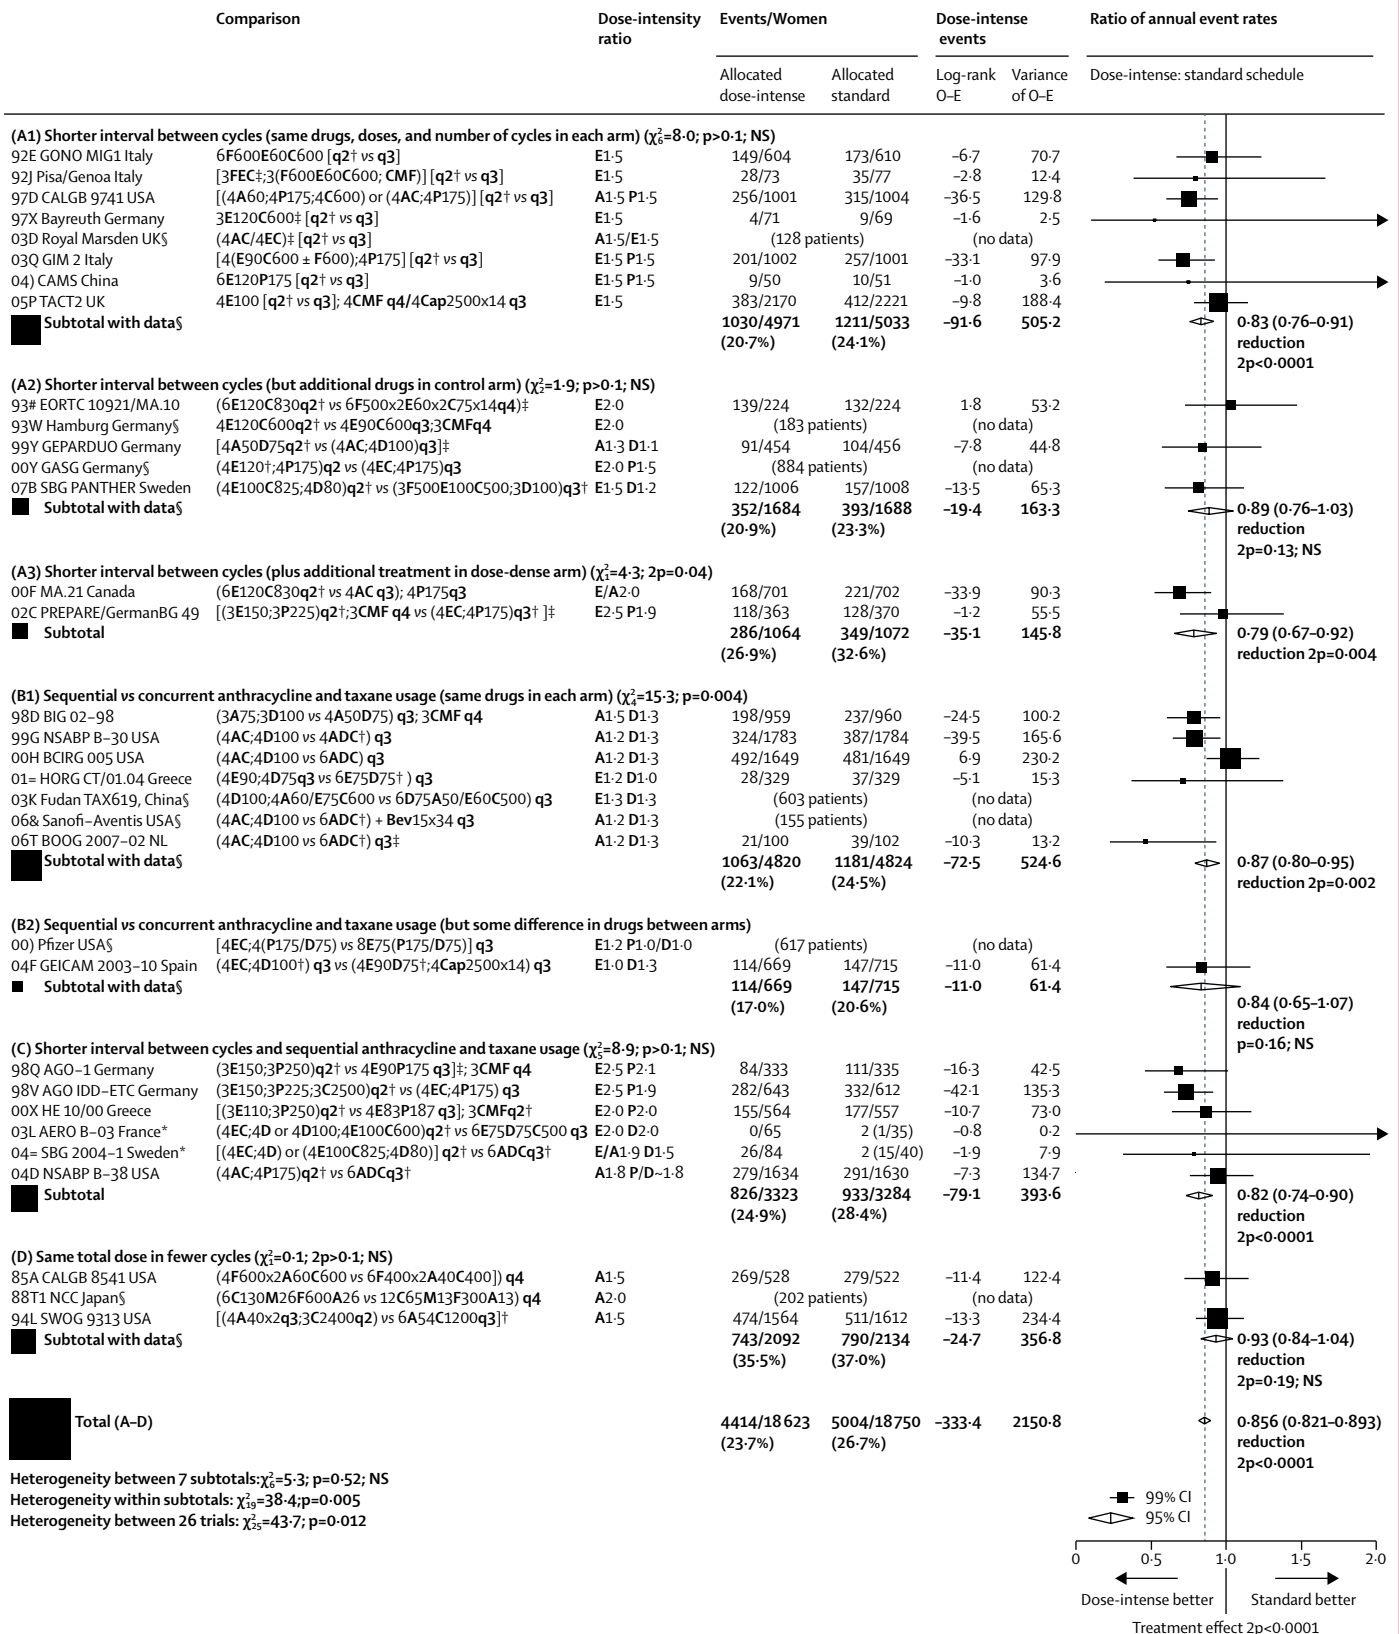 Comparison Dose-intensity ratio Events/Women Dose-intense events Ratio of annual event rates
Allocated dose-intense Allocated standard Log-rank O–E Variance of O–E Dose-intense: standard schedule
(A1) Shorter interval between cycles (same drugs, doses, and number of cycles in each arm) (χ²₆=8·0; p>0·1; NS)
92E GONO MIG1 Italy 6F600E60C600 [q2† vs q3] E1·5 149/604 173/610 –6·7 70·7
92J Pisa/Genoa Italy [3FEC‡;3(F600E60C600; CMF)] [q2† vs q3] E1·5 28/73 35/77 –2·8 12·4
97D CALGB 9741 USA [(4A60;4P175;4C600) or (4AC;4P175)] [q2† vs q3] A1·5 P1·5 256/1001 315/1004 –36·5 129·8
97X Bayreuth Germany 3E120C600‡ [q2† vs q3] E1·5 4/71 9/69 –1·6 2·5
03D Royal Marsden UK§ (4AC/4EC)‡ [q2† vs q3] A1·5/E1·5 (128 patients) (no data)
03Q GIM 2 Italy [4(E90C600 ± F600);4P175] [q2† vs q3] E1·5 P1·5 201/1002 257/1001 –33·1 97·9
04) CAMS China 6E120P175 [q2† vs q3] E1·5 P1·5 9/50 10/51 –1·0 3·6
05P TACT2 UK 4E100 [q2† vs q3]; 4CMF q4/4Cap2500x14 q3 E1·5 383/2170 412/2221 –9·8 188·4
Subtotal with data§ 1030/4971 1211/5033 –91·6 505·2 0·83 (0·76–0·91)
(20·7%) (24·1%) reduction
2p<0·0001
(A2) Shorter interval between cycles (but additional drugs in control arm) (χ²₂=1·9; p>0·1; NS)
93# EORTC 10921/MA.10 (6E120C830q2† vs 6F500x2E60x2C75x14q4)‡ E2·0 139/224 132/224 1·8 53·2
93W Hamburg Germany§ 4E120C600q2† vs 4E90C600q3;3CMFq4 E2·0 (183 patients) (no data)
99Y GEPARDUO Germany [4A50D75q2† vs (4AC;4D100)q3]‡ A1·3 D1·1 91/454 104/456 –7·8 44·8
00Y GASG Germany§ (4E120†;4P175)q2 vs (4EC;4P175)q3 E2·0 P1·5 (884 patients) (no data)
07B SBG PANTHER Sweden (4E100C825;4D80)q2† vs (3F500E100C500;3D100)q3† E1·5 D1·2 122/1006 157/1008 –13·5 65·3
Subtotal with data§ 352/1684 393/1688 –19·4 163·3 0·89 (0·76–1·03)
(20·9%) (23·3%) reduction
2p=0·13; NS
(A3) Shorter interval between cycles (plus additional treatment in dose-dense arm) (χ²₁=4·3; 2p=0·04)
00F MA.21 Canada (6E120C830q2† vs 4AC q3); 4P175q3 E/A2·0 168/701 221/702 –33·9 90·3
02C PREPARE/GermanBG 49 [(3E150;3P225)q2†;3CMF q4 vs (4EC;4P175)q3† ]‡ E2·5 P1·9 118/363 128/370 –1·2 55·5
Subtotal 286/1064 349/1072 –35·1 145·8 0·79 (0·67–0·92)
(26·9%) (32·6%) reduction 2p=0·004
(B1) Sequential vs concurrent anthracycline and taxane usage (same drugs in each arm) (χ²₄=15·3; p=0·004)
98D BIG 02–98 (3A75;3D100 vs 4A50D75) q3; 3CMF q4 A1·5 D1·3 198/959 237/960 –24·5 100·2
99G NSABP B–30 USA (4AC;4D100 vs 4ADC†) q3 A1·2 D1·3 324/1783 387/1784 –39·5 165·6
00H BCIRG 005 USA (4AC;4D100 vs 6ADC) q3 A1·2 D1·3 492/1649 481/1649 6·9 230·2
01= HORG CT/01.04 Greece (4E90;4D75q3 vs 6E75D75† ) q3 E1·2 D1·0 28/329 37/329 –5·1 15·3
03K Fudan TAX619, China§ (4D100;4A60/E75C600 vs 6D75A50/E60C500) q3 E1·3 D1·3 (603 patients) (no data)
06& Sanofi–Aventis USA§ (4AC;4D100 vs 6ADC†) + Bev15x34 q3 A1·2 D1·3 (155 patients) (no data)
06T BOOG 2007–02 NL (4AC;4D100 vs 6ADC†) q3‡ A1·2 D1·3 21/100 39/102 –10·3 13·2
Subtotal with data§ 1063/4820 1181/4824 –72·5 524·6 0·87 (0·80–0·95)
(22·1%) (24·5%) reduction 2p=0·002
(B2) Sequential vs concurrent anthracycline and taxane usage (but some difference in drugs between arms)
00) Pfizer USA§ [4EC;4(P175/D75) vs 8E75(P175/D75)] q3 E1·2 P1·0/D1·0 (617 patients) (no data)
04F GEICAM 2003–10 Spain (4EC;4D100†) q3 vs (4E90D75†;4Cap2500x14) q3 E1·0 D1·3 114/669 147/715 –11·0 61·4
Subtotal with data§ 114/669 147/715 –11·0 61·4
(17·0%) (20·6%) 0·84 (0·65–1·07)
reduction
p=0·16; NS
(C) Shorter interval between cycles and sequential anthracycline and taxane usage (χ²₅=8·9; p>0·1; NS)
98Q AGO–1 Germany (3E150;3P250)q2† vs 4E90P175 q3]‡; 3CMF q4 E2·5 P2·1 84/333 111/335 –16·3 42·5
98V AGO IDD–ETC Germany (3E150;3P225;3C2500)q2† vs (4EC;4P175) q3 E2·5 P1·9 282/643 332/612 –42·1 135·3
00X HE 10/00 Greece [(3E110;3P250)q2† vs 4E83P187 q3]; 3CMFq2† E2·0 P2·0 155/564 177/557 –10·7 73·0
03L AERO B–03 France* (4EC;4D or 4D100;4E100C600)q2† vs 6E75D75C500 q3 E2·0 D2·0 0/65 2 (1/35) –0·8 0·2
04= SBG 2004–1 Sweden* [(4EC;4D) or (4E100C825;4D80)] q2† vs 6ADCq3† E/A1·9 D1·5 26/84 2 (15/40) –1·9 7·9
04D NSABP B–38 USA (4AC;4P175)q2† vs 6ADCq3† A1·8 P/D~1·8 279/1634 291/1630 –7·3 134·7
Subtotal 826/3323 933/3284 –79·1 393·6 0·82 (0·74–0·90)
(24·9%) (28·4%) reduction
2p<0·0001
(D) Same total dose in fewer cycles (χ²₁=0·1; 2p>0·1; NS)
85A CALGB 8541 USA (4F600x2A60C600 vs 6F400x2A40C400]) q4 A1·5 269/528 279/522 –11·4 122·4
88T1 NCC Japan§ (6C130M26F600A26 vs 12C65M13F300A13) q4 A2·0 (202 patients) (no data)
94L SWOG 9313 USA [(4A40x2q3;3C2400q2) vs 6A54C1200q3]† A1·5 474/1564 511/1612 –13·3 234·4
Subtotal with data§ 743/2092 790/2134 –24·7 356·8 0·93 (0·84–1·04)
(35·5%) (37·0%) reduction
2p=0·19; NS
Total (A–D) 4414/18 623 5004/18 750 –333·4 2150·8 0·856 (0·821–0·893)
(23·7%) (26·7%) reduction
2p<0·0001
Heterogeneity between 7 subtotals:χ²₆=5·3; p=0·52; NS
Heterogeneity within subtotals: χ²₁₉=38·4;p=0·005
Heterogeneity between 26 trials: χ²₂₅=43·7; p=0·012
99% CI
95% CI
0 0·5 1·0 1·5 2·0
Dose-intense better Standard better
Treatment effect 2p<0·0001